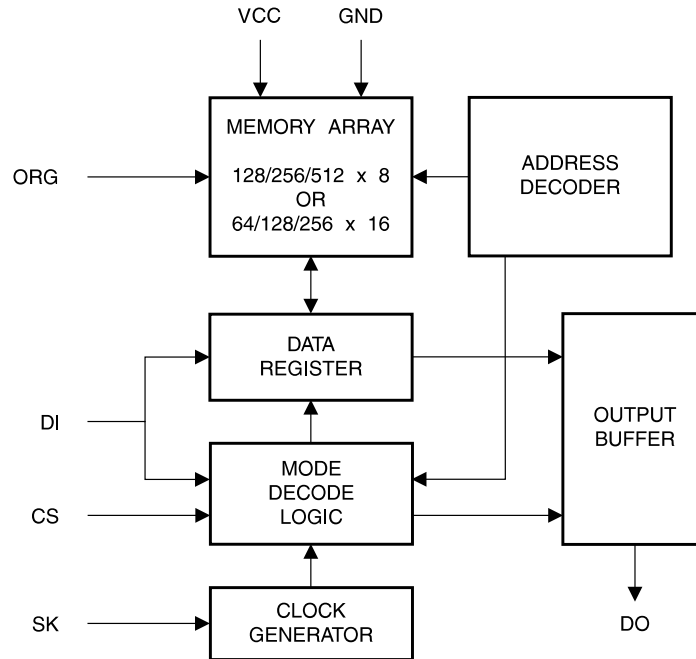 VCC
GND
MEMORY ARRAY
128/256/512 x 8
OR
64/128/256 x 16
ADDRESS
DECODER
ORG
DATA
REGISTER
DI
OUTPUT
BUFFER
MODE
DECODE
LOGIC
CS
CLOCK
GENERATOR
SK
DO